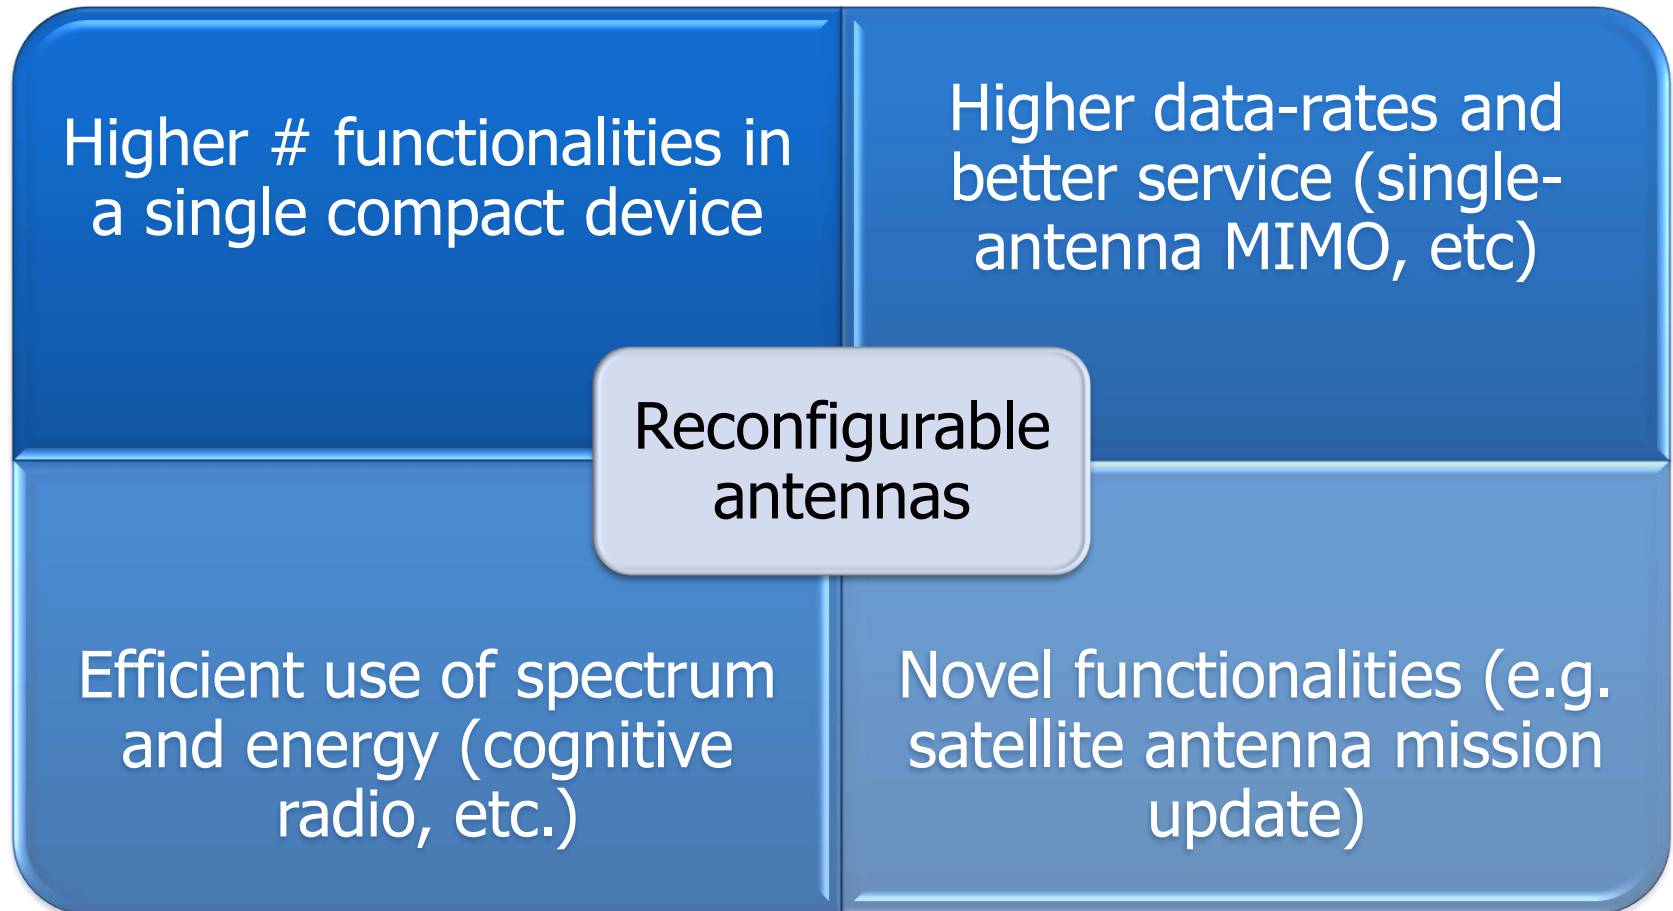 Higher # functionalities in
a single compact device
Higher data-rates and
better service (single-
antenna MIMO, etc)
Reconfigurable
antennas
Efficient use of spectrum
and energy (cognitive
radio, etc.)
Novel functionalities (e.g.
satellite antenna mission
update)